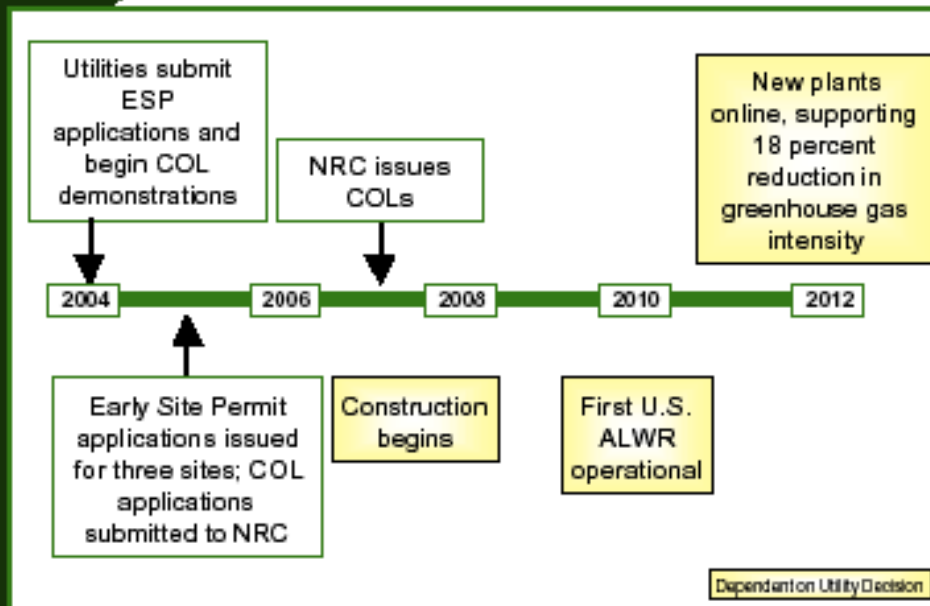 Utilities submit
ESP
applications and
begin COL
demonstrations
NRC issues
COLs
New plants
online, supporting
18 percent
reduction in
greenhouse gas
intensity
2004
2006
2008
2010
2012
Early Site Permit
applications issued
for three sites; COL
applications
submitted to NRC
Construction
begins
First U.S.
ALWR
operational
Dependent on Utility Decision